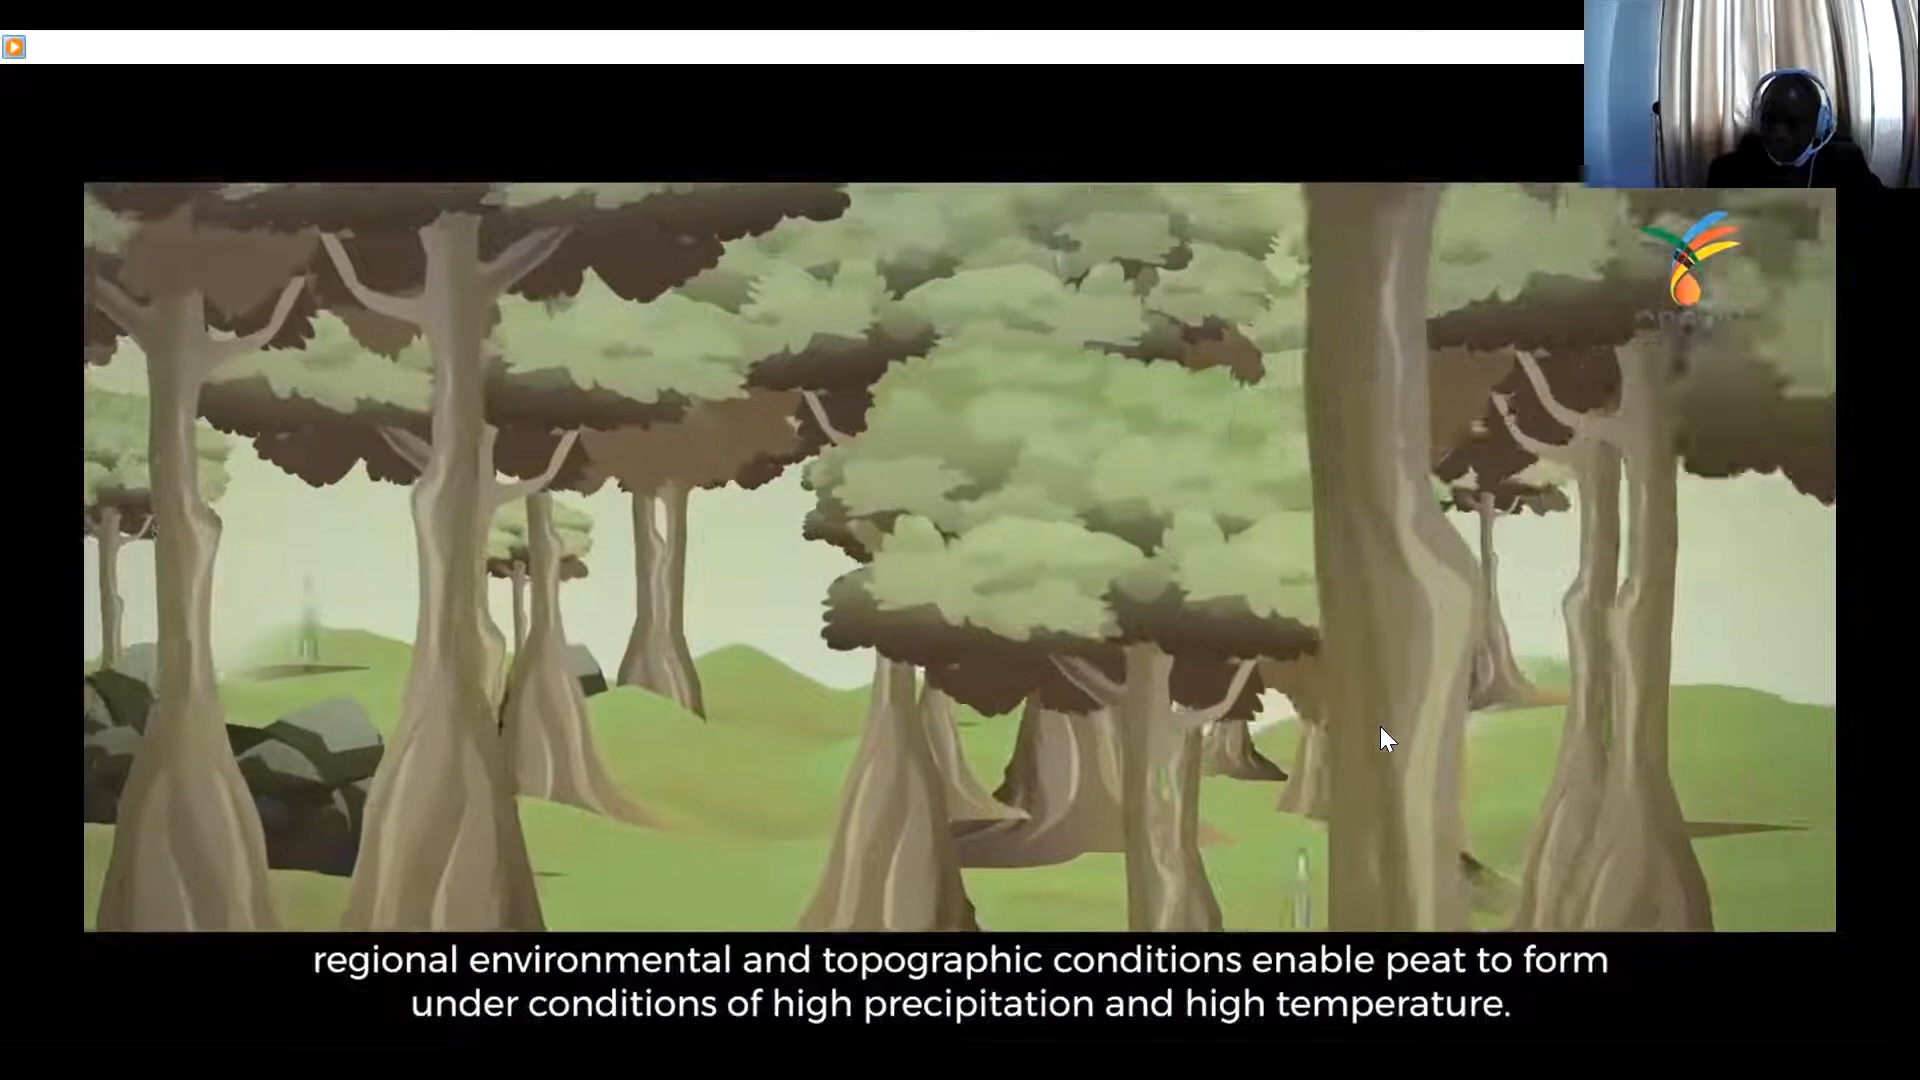 regional environmental and topographic conditions enable peat to form
under conditions of high precipitation and high temperature.